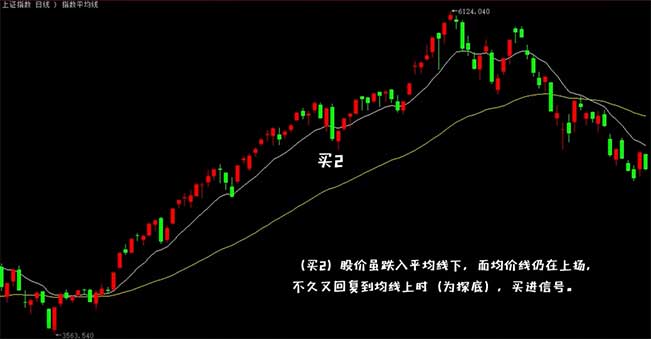 上证指数 日线 ) 指数平均线
←6124.040
买2
(买2) 股价虽跌入平均线下, 而均价线仍在上扬,
不久又回复到均线上时 (为探底) , 买进信号。
←3563.540